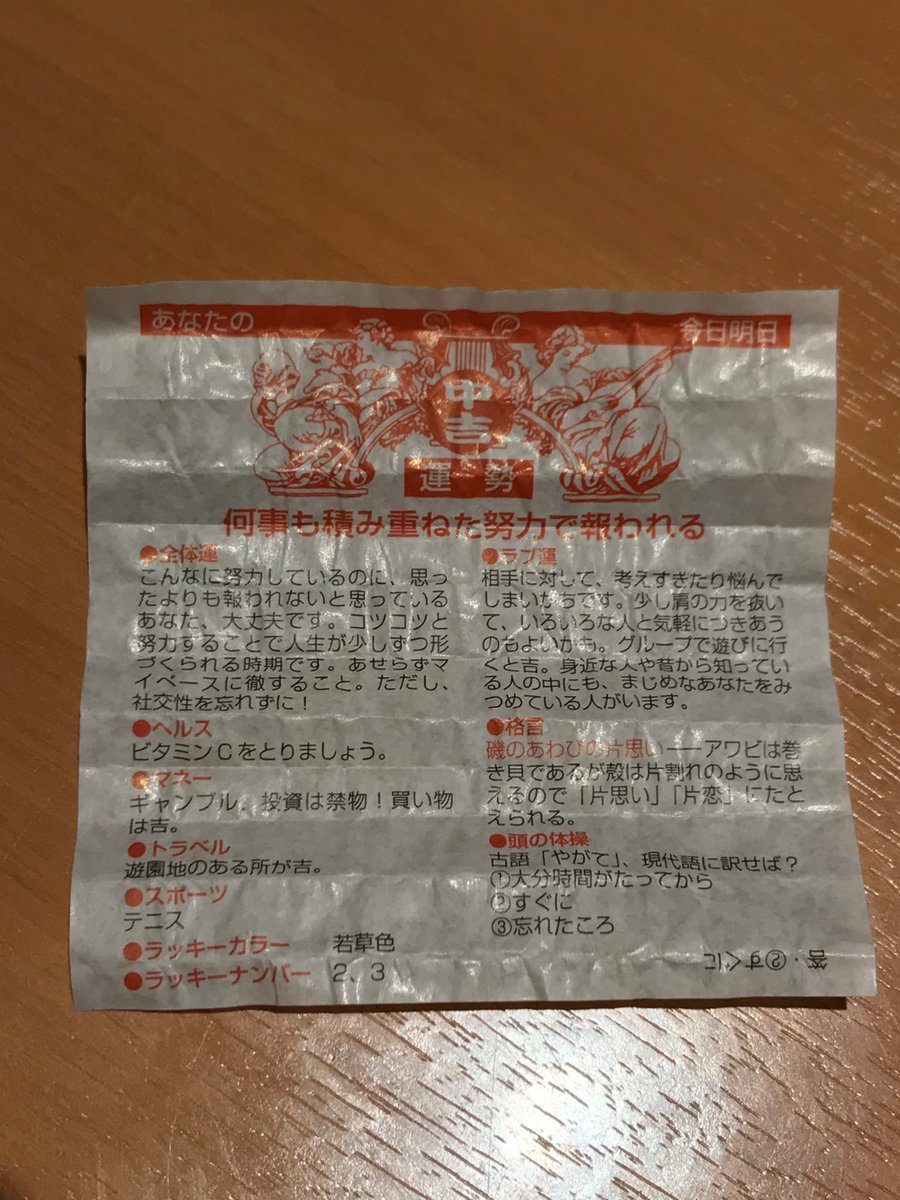 あなたの
今日明日
中吉
運勢
何事も積み重ねた努力で報われる
●全体運
こんなに努力しているのに、思っ
たよりも報われないと思っている
あなた、大丈夫です。コツコツと
努力することで人生が少しずつ形
づくられる時期です。あせらずマ
イペースに徹すること。ただし、
社交性を忘れずに！
●ヘルス
ビタミンCをとりましょう。
●マネー
ギャンブル、投資は禁物！買い物
は吉。
●トラベル
遊園地のある所が吉。
●スポーツ
テニス
●ラッキーカラー 若草色
●ラッキーナンバー 2、3
●ラブ運
相手に対して、考えすぎたり悩んで
しまいがちです。少し肩の力を抜い
て、いろいろな人と気軽につきあう
のもよいかも。グループで遊びに行
くと吉。身近な人や昔から知ってい
る人の中にも、まじめなあなたをみ
つめている人がいます。
●格言
磯のあわびの片思い――アワビは巻
き貝であるが殻は片割れのように思
えるので「片思い」「片恋」にたと
えられる。
●頭の体操
古語「やがて」、現代語に訳せば？
①大分時間がたってから
②すぐに
③忘れたころ
答・②すぐに